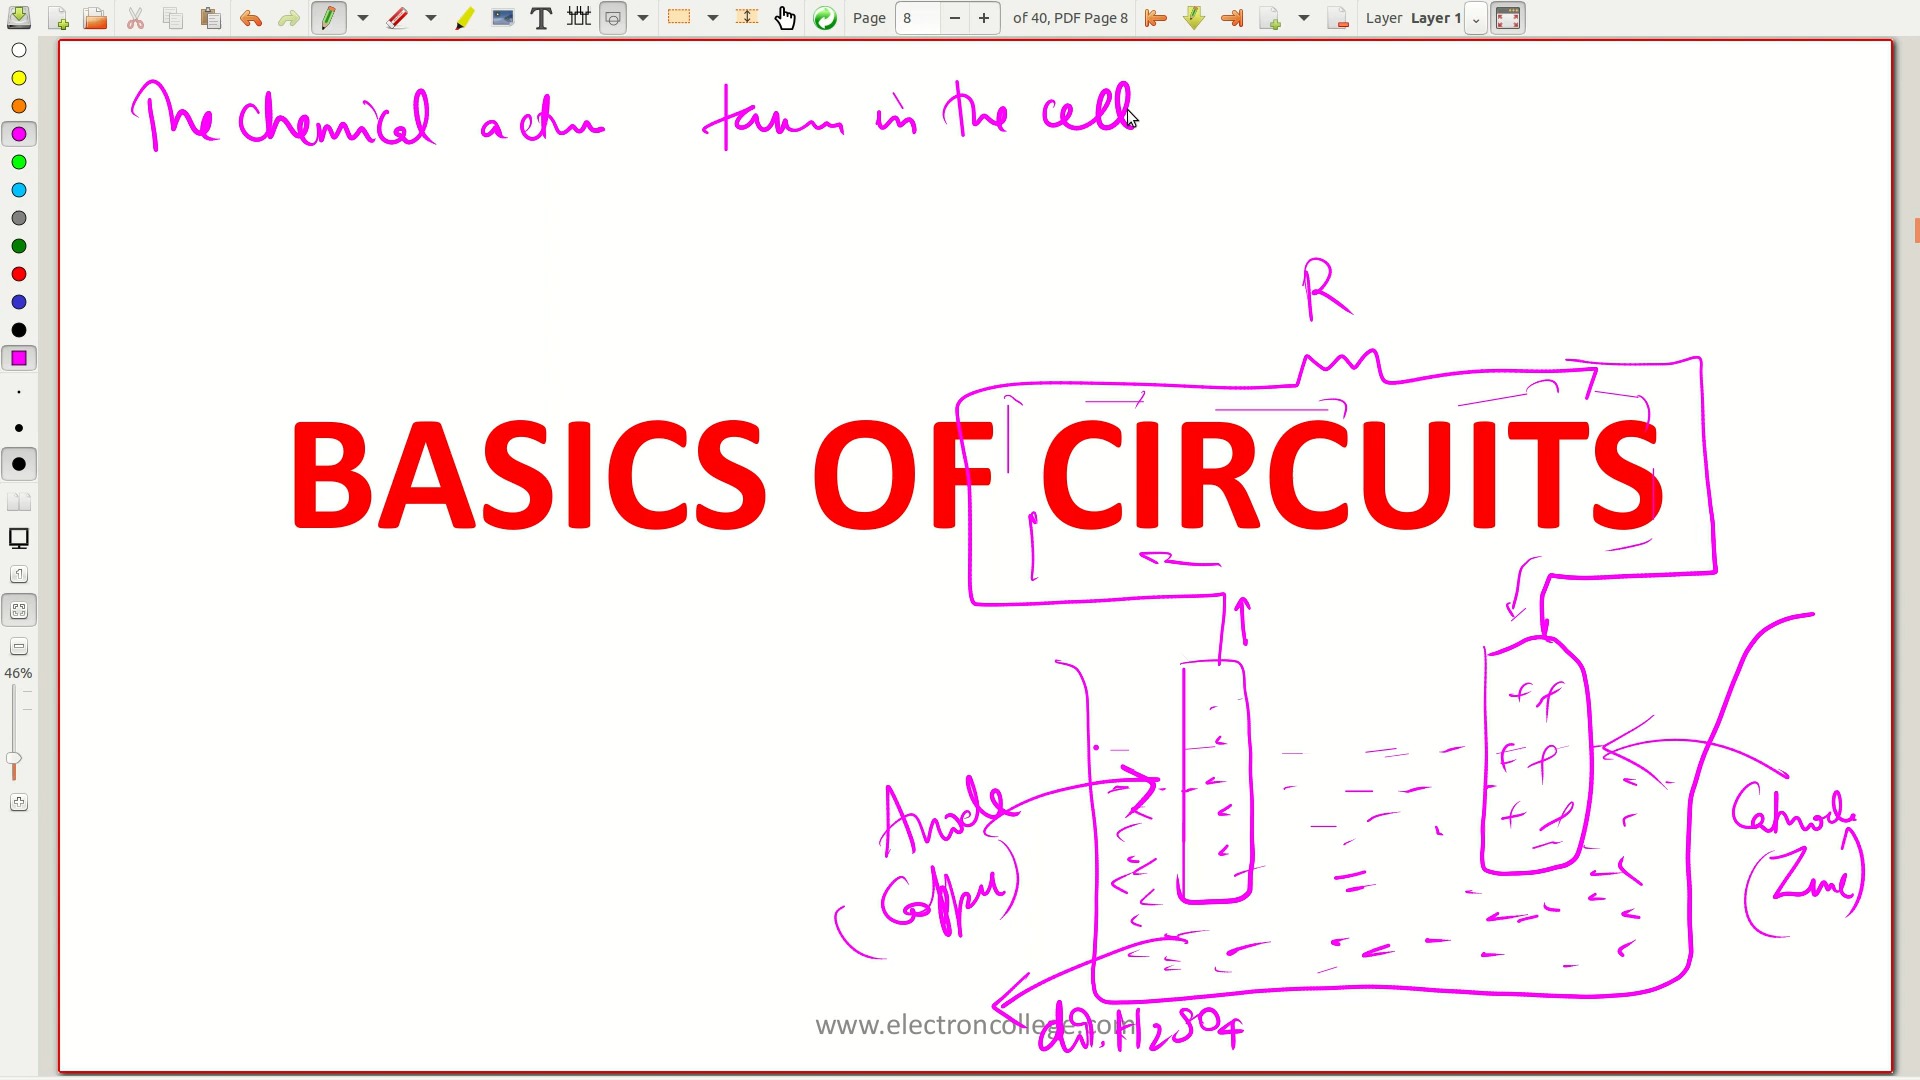 Page 8 of 40, PDF Page 8 Layer Layer 1
The chemical action taken in the cell
R
BASICS OF CIRCUITS
46%
Anode
(Copper)
Cathode
(Zinc)
www.electroncollege.com
dil. H2SO4